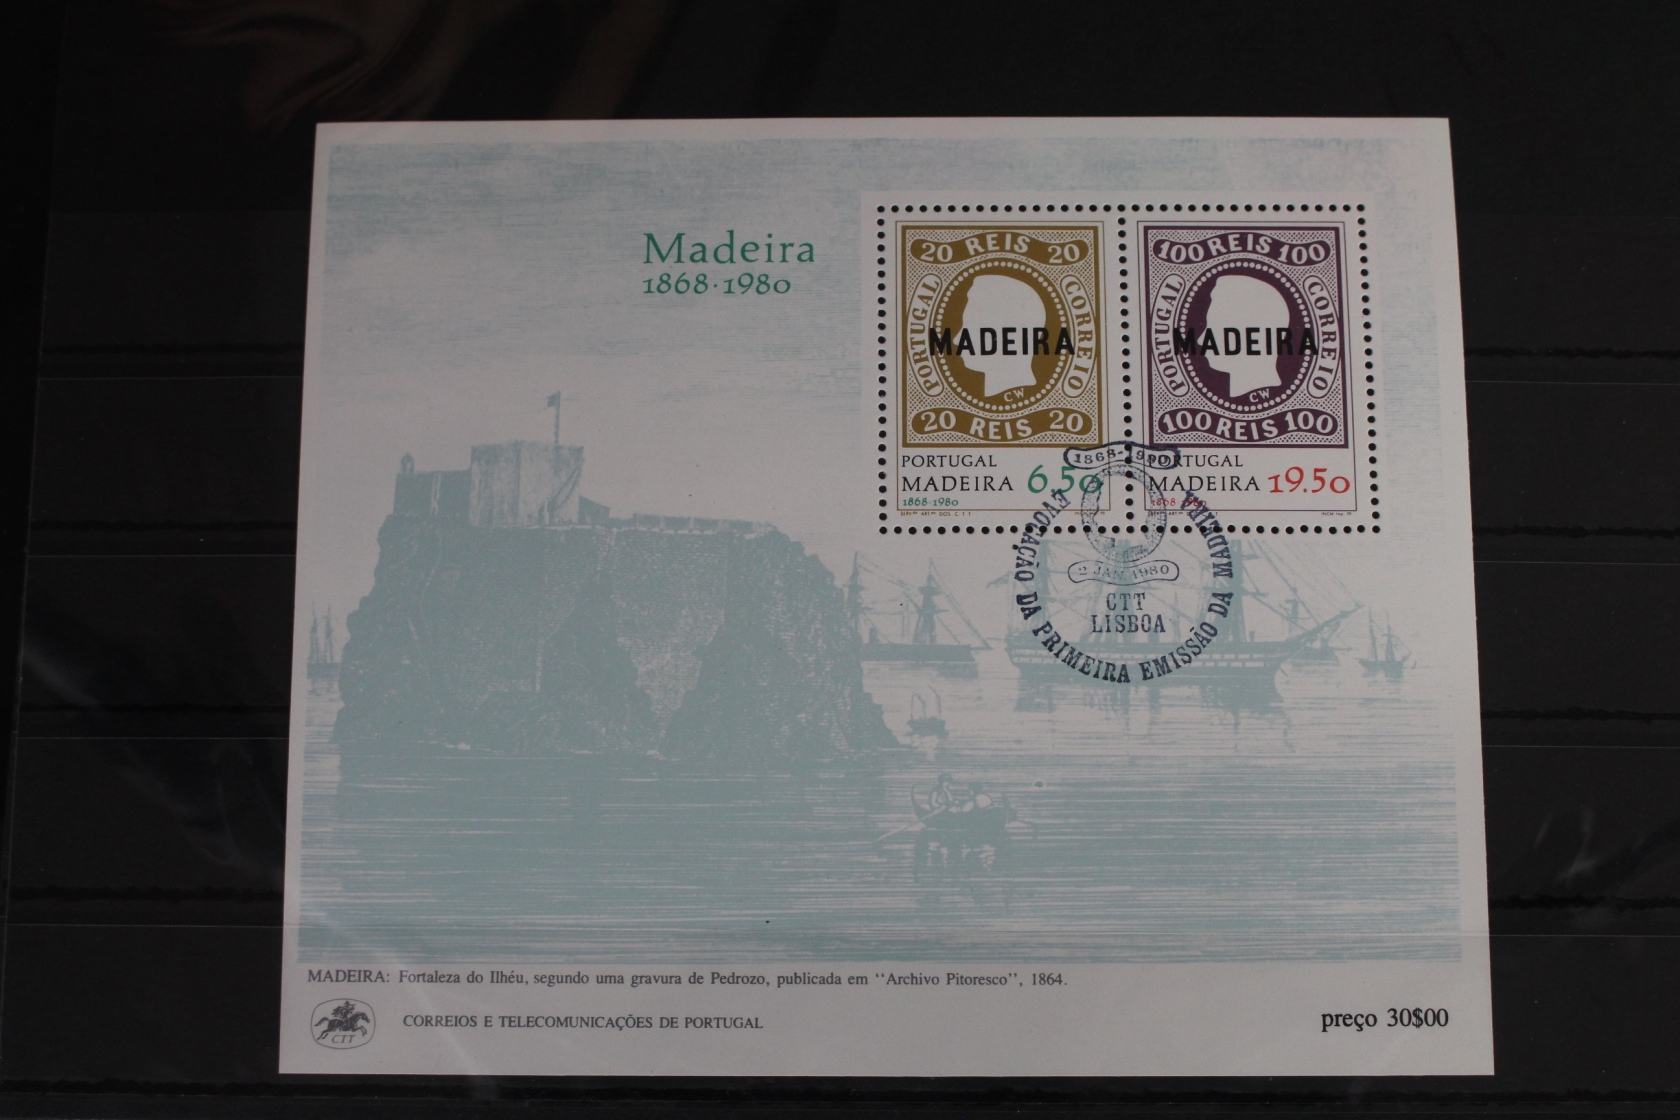 Madeira
1868·1980
20 REIS 20
PORTUGAL
CORREIO
MADEIRA
CW
20 REIS 20
PORTUGAL
MADEIRA 6.50
1868·1980
100 REIS 100
PORTUGAL
CORREIO
MADEIRA
CW
100 REIS 100
PORTUGAL
MADEIRA 19.50
1868·1980
1868-1980
EVOCAÇÃO DA PRIMEIRA EMISSÃO DA MADEIRA
2 JAN. 1980
CTT
LISBOA
MADEIRA: Fortaleza do Ilhéu, segundo uma gravura de Pedrozo, publicada em ‘‘Archivo Pitoresco’’, 1864.
CTT
CORREIOS E TELECOMUNICAÇÕES DE PORTUGAL
preço 30$00